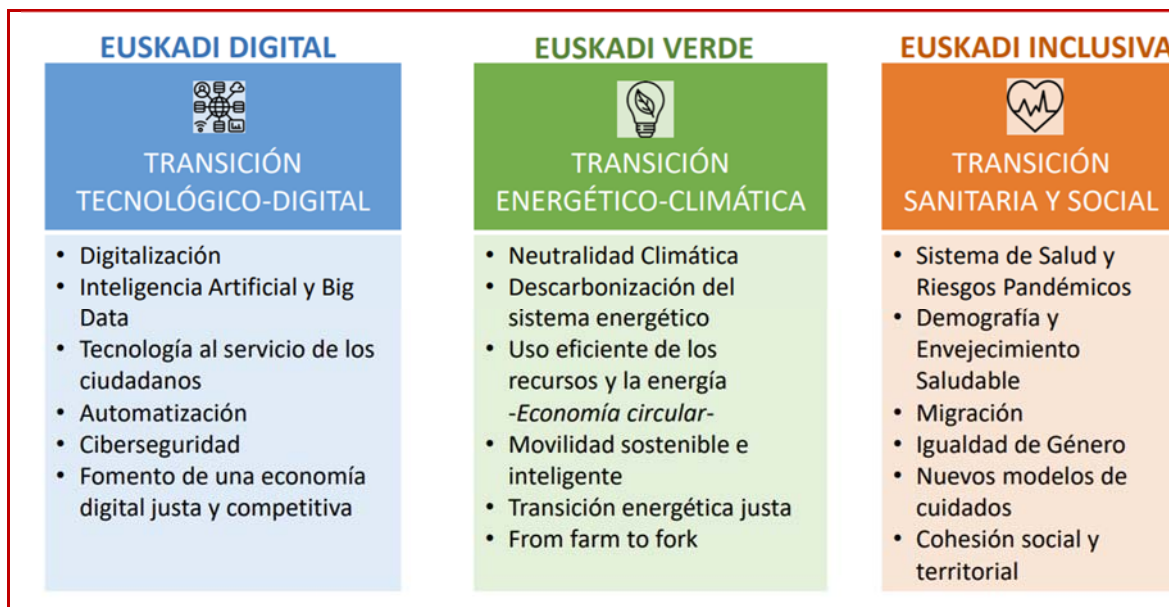 EUSKADI DIGITAL
TRANSICIÓN
TECNOLÓGICO-DIGITAL
• Digitalización
• Inteligencia Artificial y Big
Data
• Tecnología al servicio de los
ciudadanos
• Automatización
• Ciberseguridad
• Fomento de una economía
digital justa y competitiva
EUSKADI VERDE
TRANSICIÓN
ENERGÉTICO-CLIMÁTICA
• Neutralidad Climática
• Descarbonización del
sistema energético
• Uso eficiente de los
recursos y la energía
-Economía circular-
• Movilidad sostenible e
inteligente
• Transición energética justa
• From farm to fork
EUSKADI INCLUSIVA
TRANSICIÓN
SANITARIA Y SOCIAL
• Sistema de Salud y
Riesgos Pandémicos
• Demografía y
Envejecimiento
Saludable
• Migración
• Igualdad de Género
• Nuevos modelos de
cuidados
• Cohesión social y
territorial